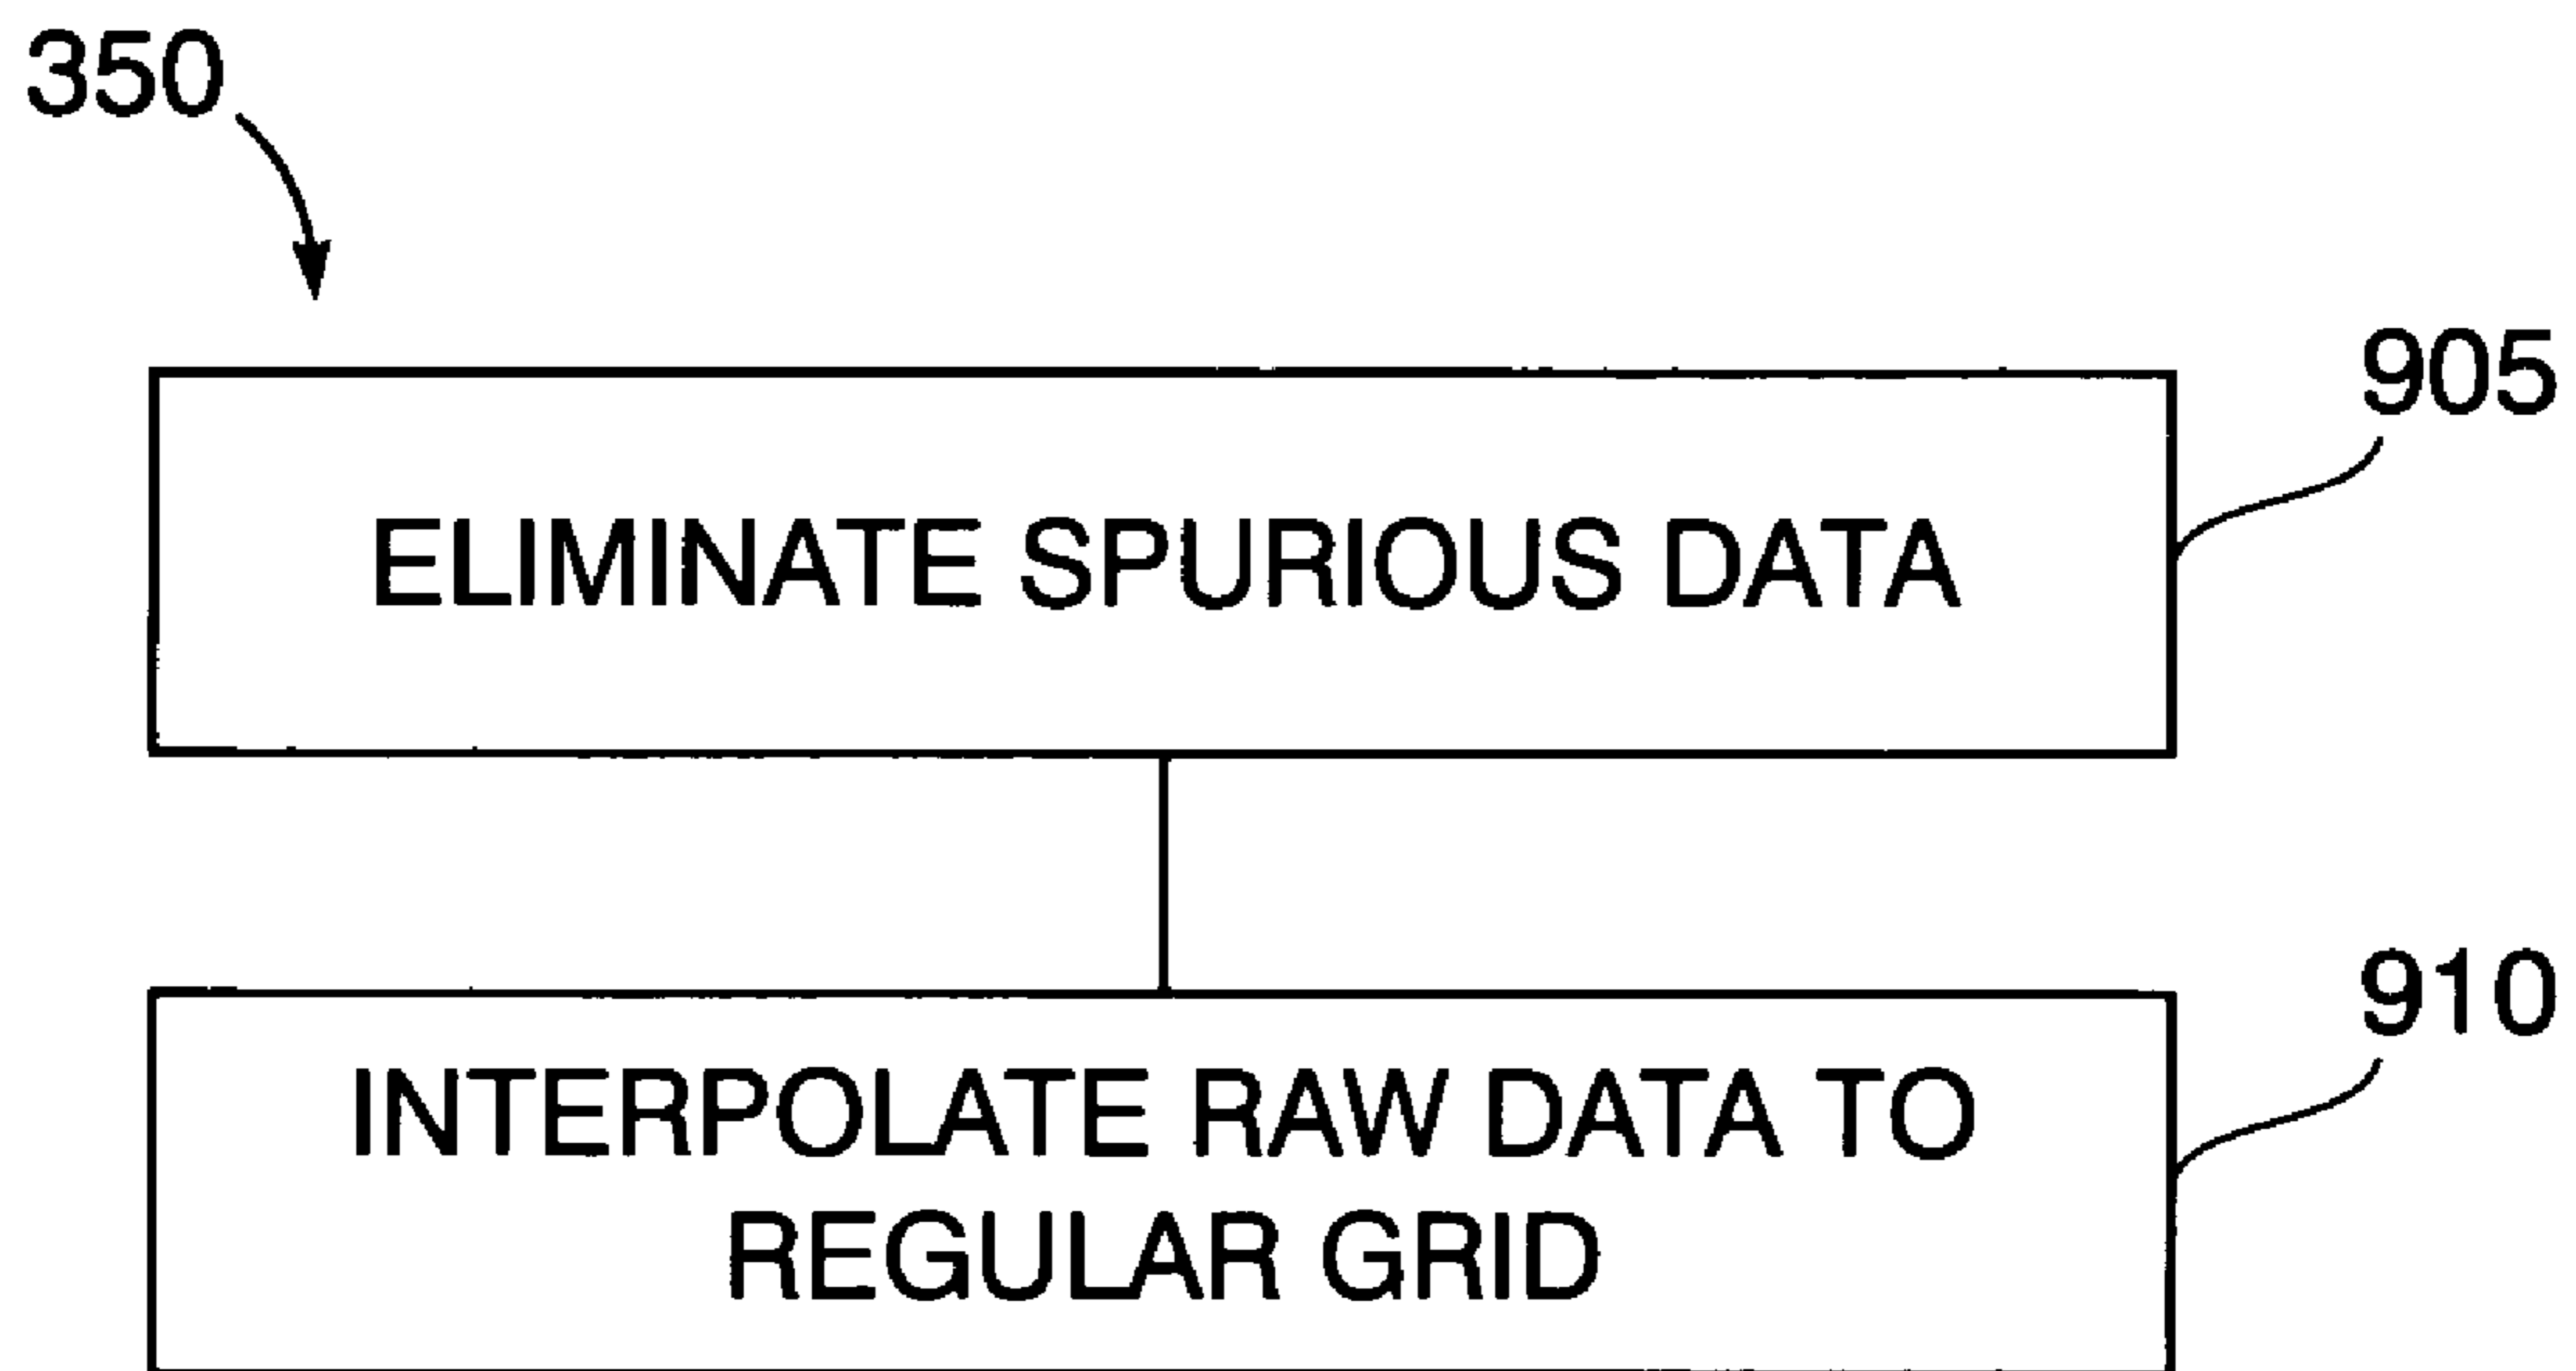 350
905
ELIMINATE SPURIOUS DATA
910
INTERPOLATE RAW DATA TO
REGULAR GRID